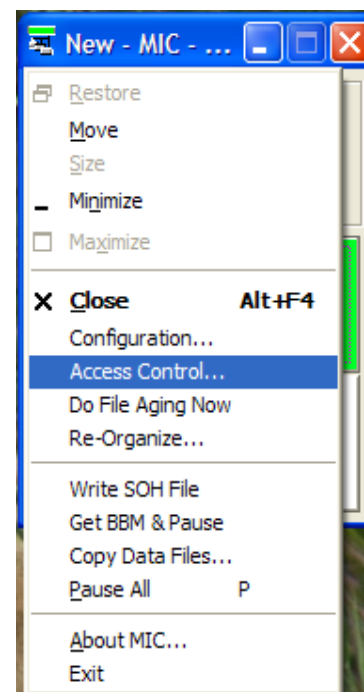 New - MIC - ...
Restore
Move
Size
Minimize
Maximize
Close Alt+F4
Configuration...
Access Control...
Do File Aging Now
Re-Organize...
Write SOH File
Get BBM & Pause
Copy Data Files...
Pause All P
About MIC...
Exit